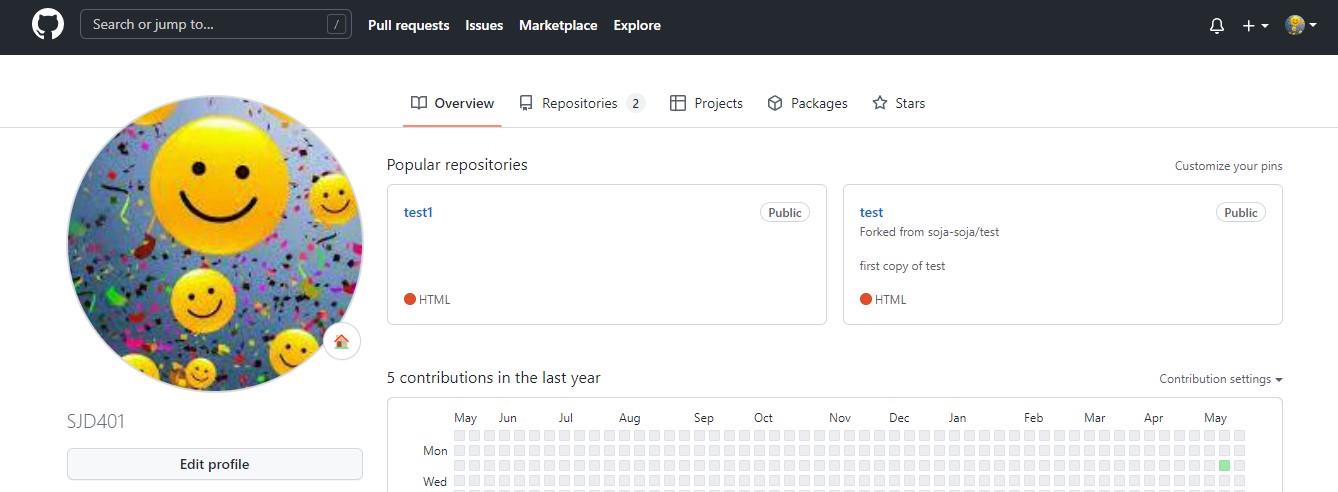 Search or jump to... / Pull requests Issues Marketplace Explore
Overview Repositories 2 Projects Packages Stars
Popular repositories Customize your pins
test1 Public
HTML
test Public
Forked from soja-soja/test
first copy of test
HTML
5 contributions in the last year Contribution settings
May Jun Jul Aug Sep Oct Nov Dec Jan Feb Mar Apr May
Mon
Wed
SJD401
Edit profile